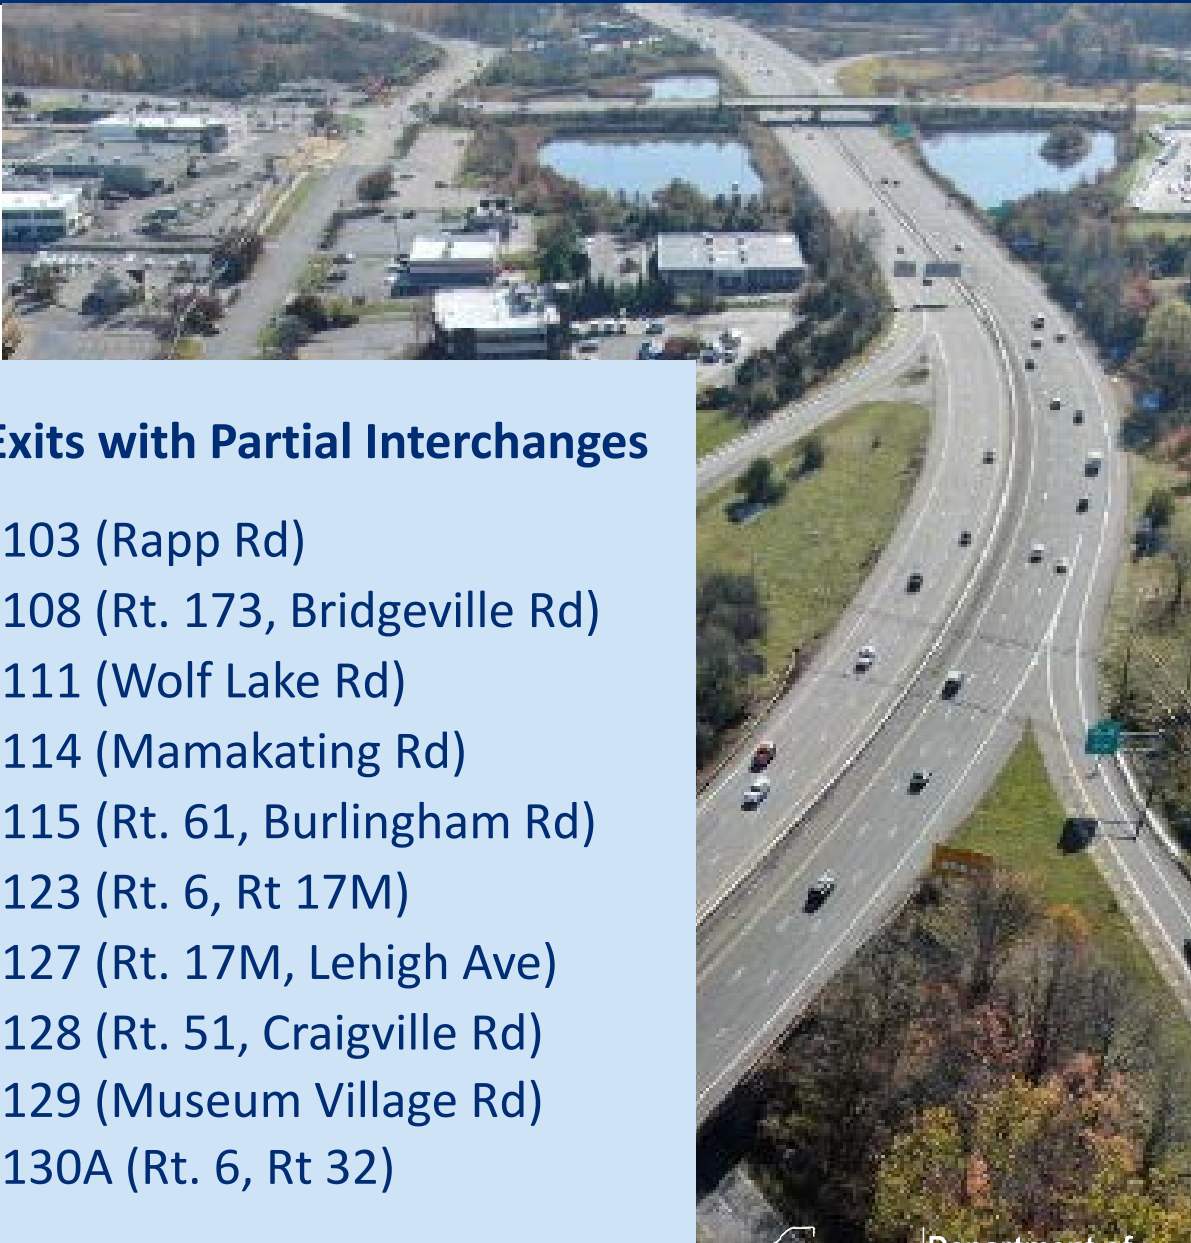 Exits with Partial Interchanges
103 (Rapp Rd)
108 (Rt. 173, Bridgeville Rd)
111 (Wolf Lake Rd)
114 (Mamakating Rd)
115 (Rt. 61, Burlingham Rd)
123 (Rt. 6, Rt 17M)
127 (Rt. 17M, Lehigh Ave)
128 (Rt. 51, Craigville Rd)
129 (Museum Village Rd)
130A (Rt. 6, Rt 32)
Department of